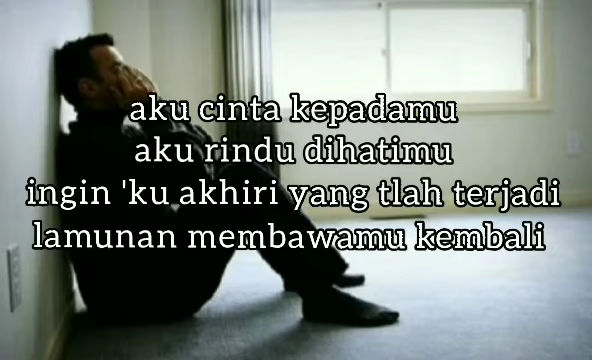 aku cinta kepadamu
aku rindu dihatimu
ingin 'ku akhiri yang tlah terjadi
lamunan membawamu kembali